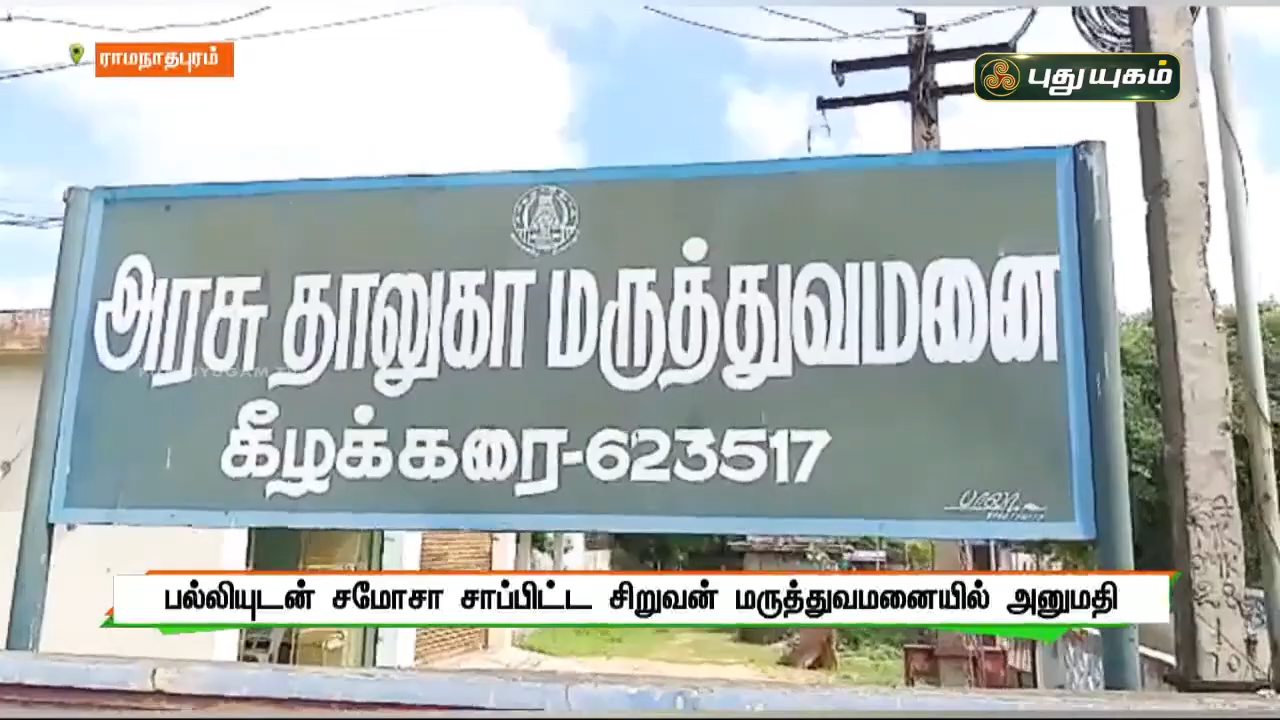 ராமநாதபுரம்
புதுயுகம்
அரசு தாலுகா மருத்துவமனை
கீழக்கரை-623517
பல்லியுடன் சமோசா சாப்பிட்ட சிறுவன் மருத்துவமனையில் அனுமதி